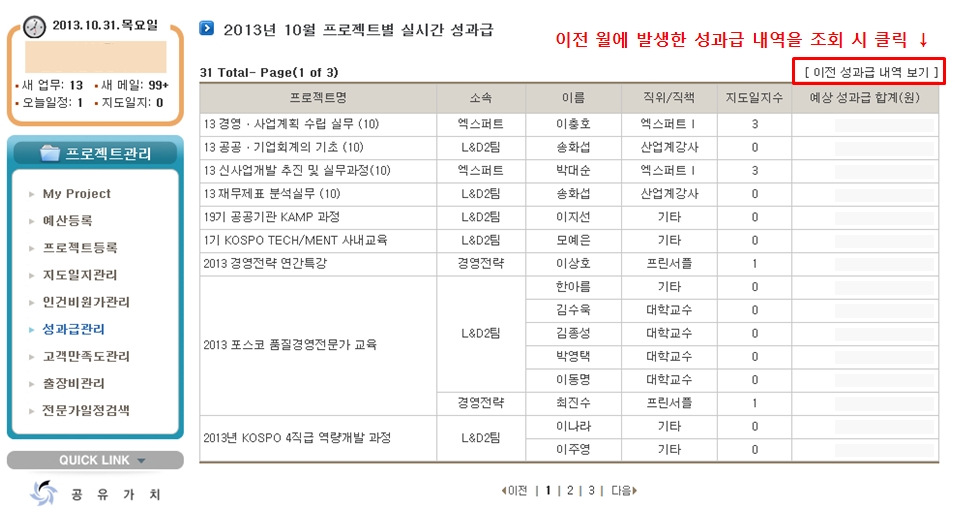 2013.10.31.목요일
새 업무: 13 새 메일: 99+
오늘일정: 1 지도일지: 0
프로젝트관리
My Project
예산등록
프로젝트등록
지도일지관리
인건비원가관리
성과급관리
고객만족도관리
출장비관리
전문가일정검색
QUICK LINK
공 유 가 치
2013년 10월 프로젝트별 실시간 성과급
이전 월에 발생한 성과급 내역을 조회 시 클릭 ↓
31 Total- Page(1 of 3) [ 이전 성과급 내역 보기 ]
프로젝트명 소속 이름 직위/직책 지도일지수 예상 성과급 합계(원)
13 경영·사업계획 수립 실무 (10) 엑스퍼트 이충호 엑스퍼트 I 3
13 공공·기업회계의 기초 (10) L&D2팀 송화섭 산업계강사 0
13 신사업개발 추진 및 실무과정(10) 엑스퍼트 박대순 엑스퍼트 I 3
13 재무제표 분석실무 (10) L&D2팀 송화섭 산업계강사 0
19기 공공기관 KAMP 과정 L&D2팀 이지선 기타 0
1기 KOSPO TECH/MENT 사내교육 L&D2팀 모예은 기타 0
2013 경영전략 연간특강 경영전략 이상호 프린서플 1
2013 포스코 품질경영전문가 교육 L&D2팀 한아름 기타 0
김수욱 대학교수 0
김종성 대학교수 0
박영택 대학교수 0
이동명 대학교수 0
경영전략 최진수 프린서플 1
2013년 KOSPO 4직급 역량개발 과정 L&D2팀 이나라 기타 0
이주영 기타 0
이전 | 1 | 2 | 3 | 다음